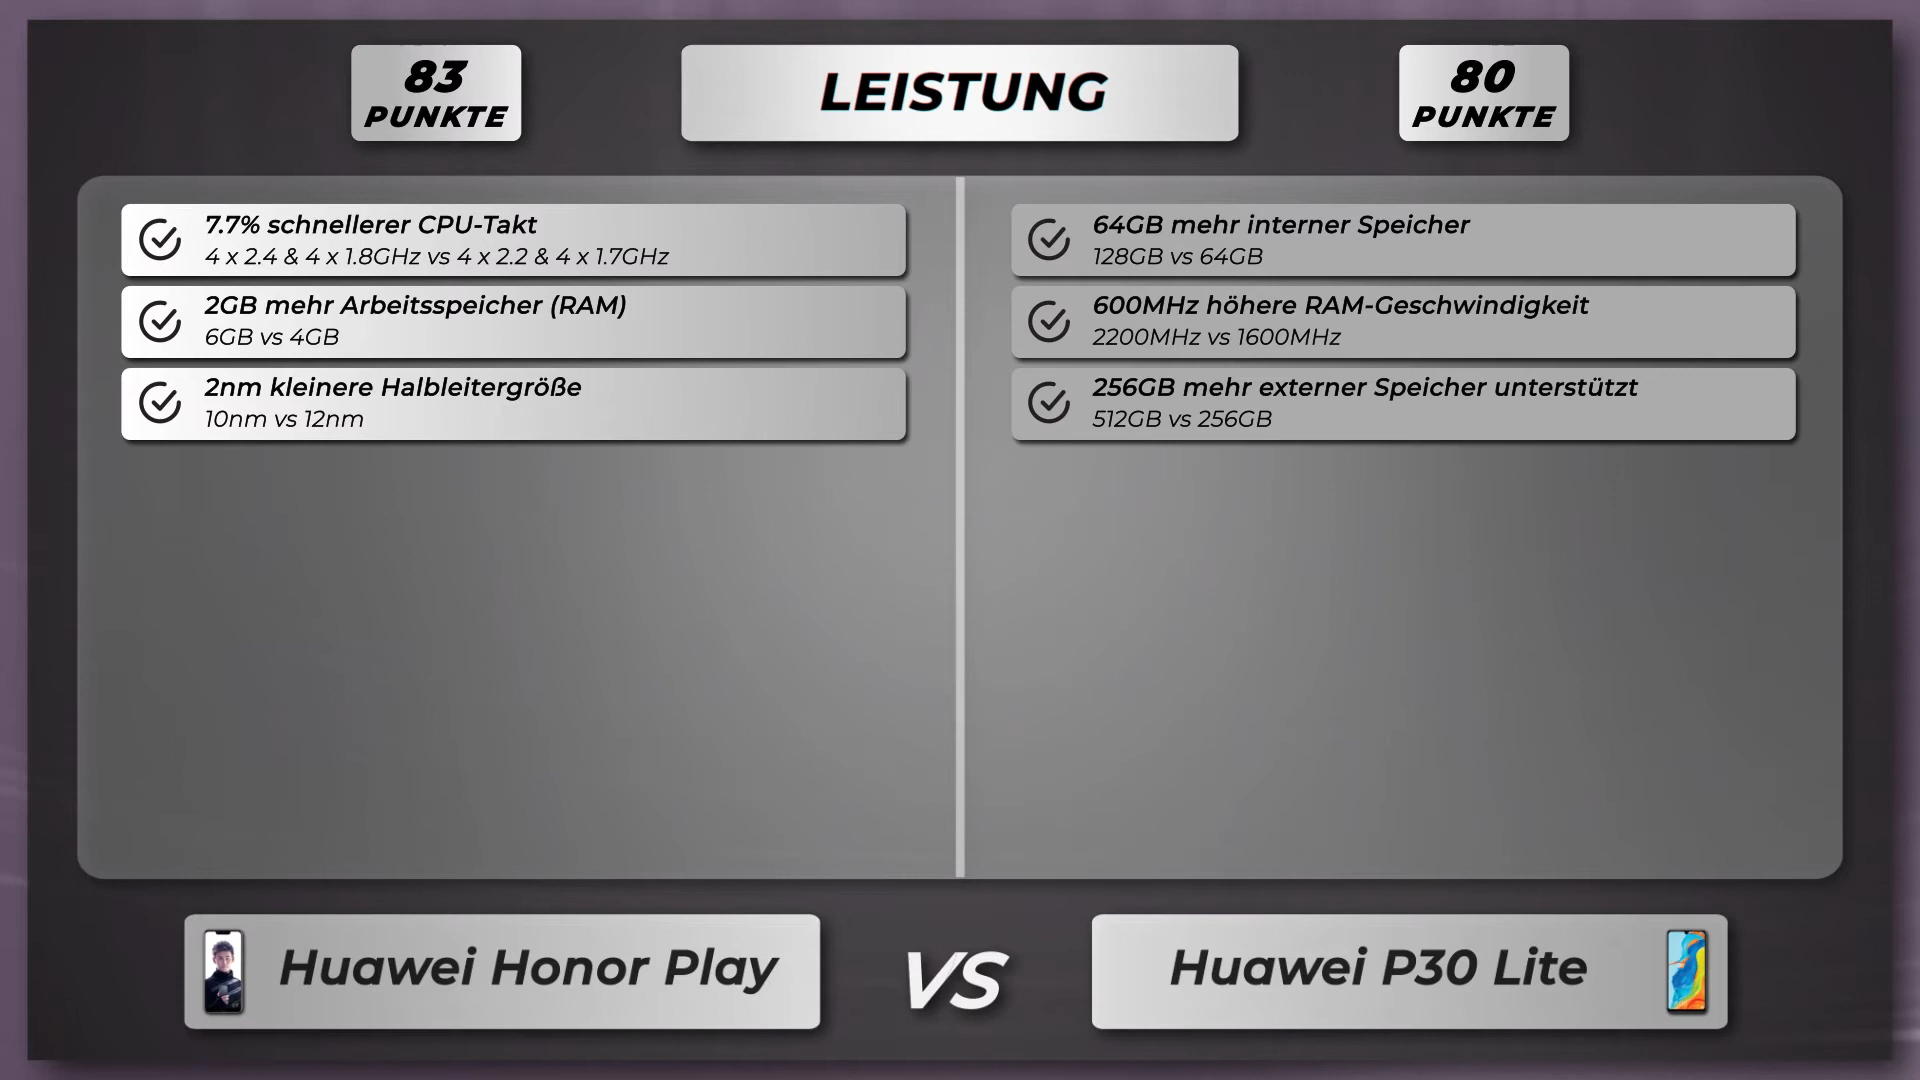 83
PUNKTE
LEISTUNG
80
PUNKTE
7.7% schnellerer CPU-Takt
4 x 2.4 & 4 x 1.8GHz vs 4 x 2.2 & 4 x 1.7GHz
2GB mehr Arbeitsspeicher (RAM)
6GB vs 4GB
2nm kleinere Halbleitergröße
10nm vs 12nm
64GB mehr interner Speicher
128GB vs 64GB
600MHz höhere RAM-Geschwindigkeit
2200MHz vs 1600MHz
256GB mehr externer Speicher unterstützt
512GB vs 256GB
Huawei Honor Play
VS
Huawei P30 Lite